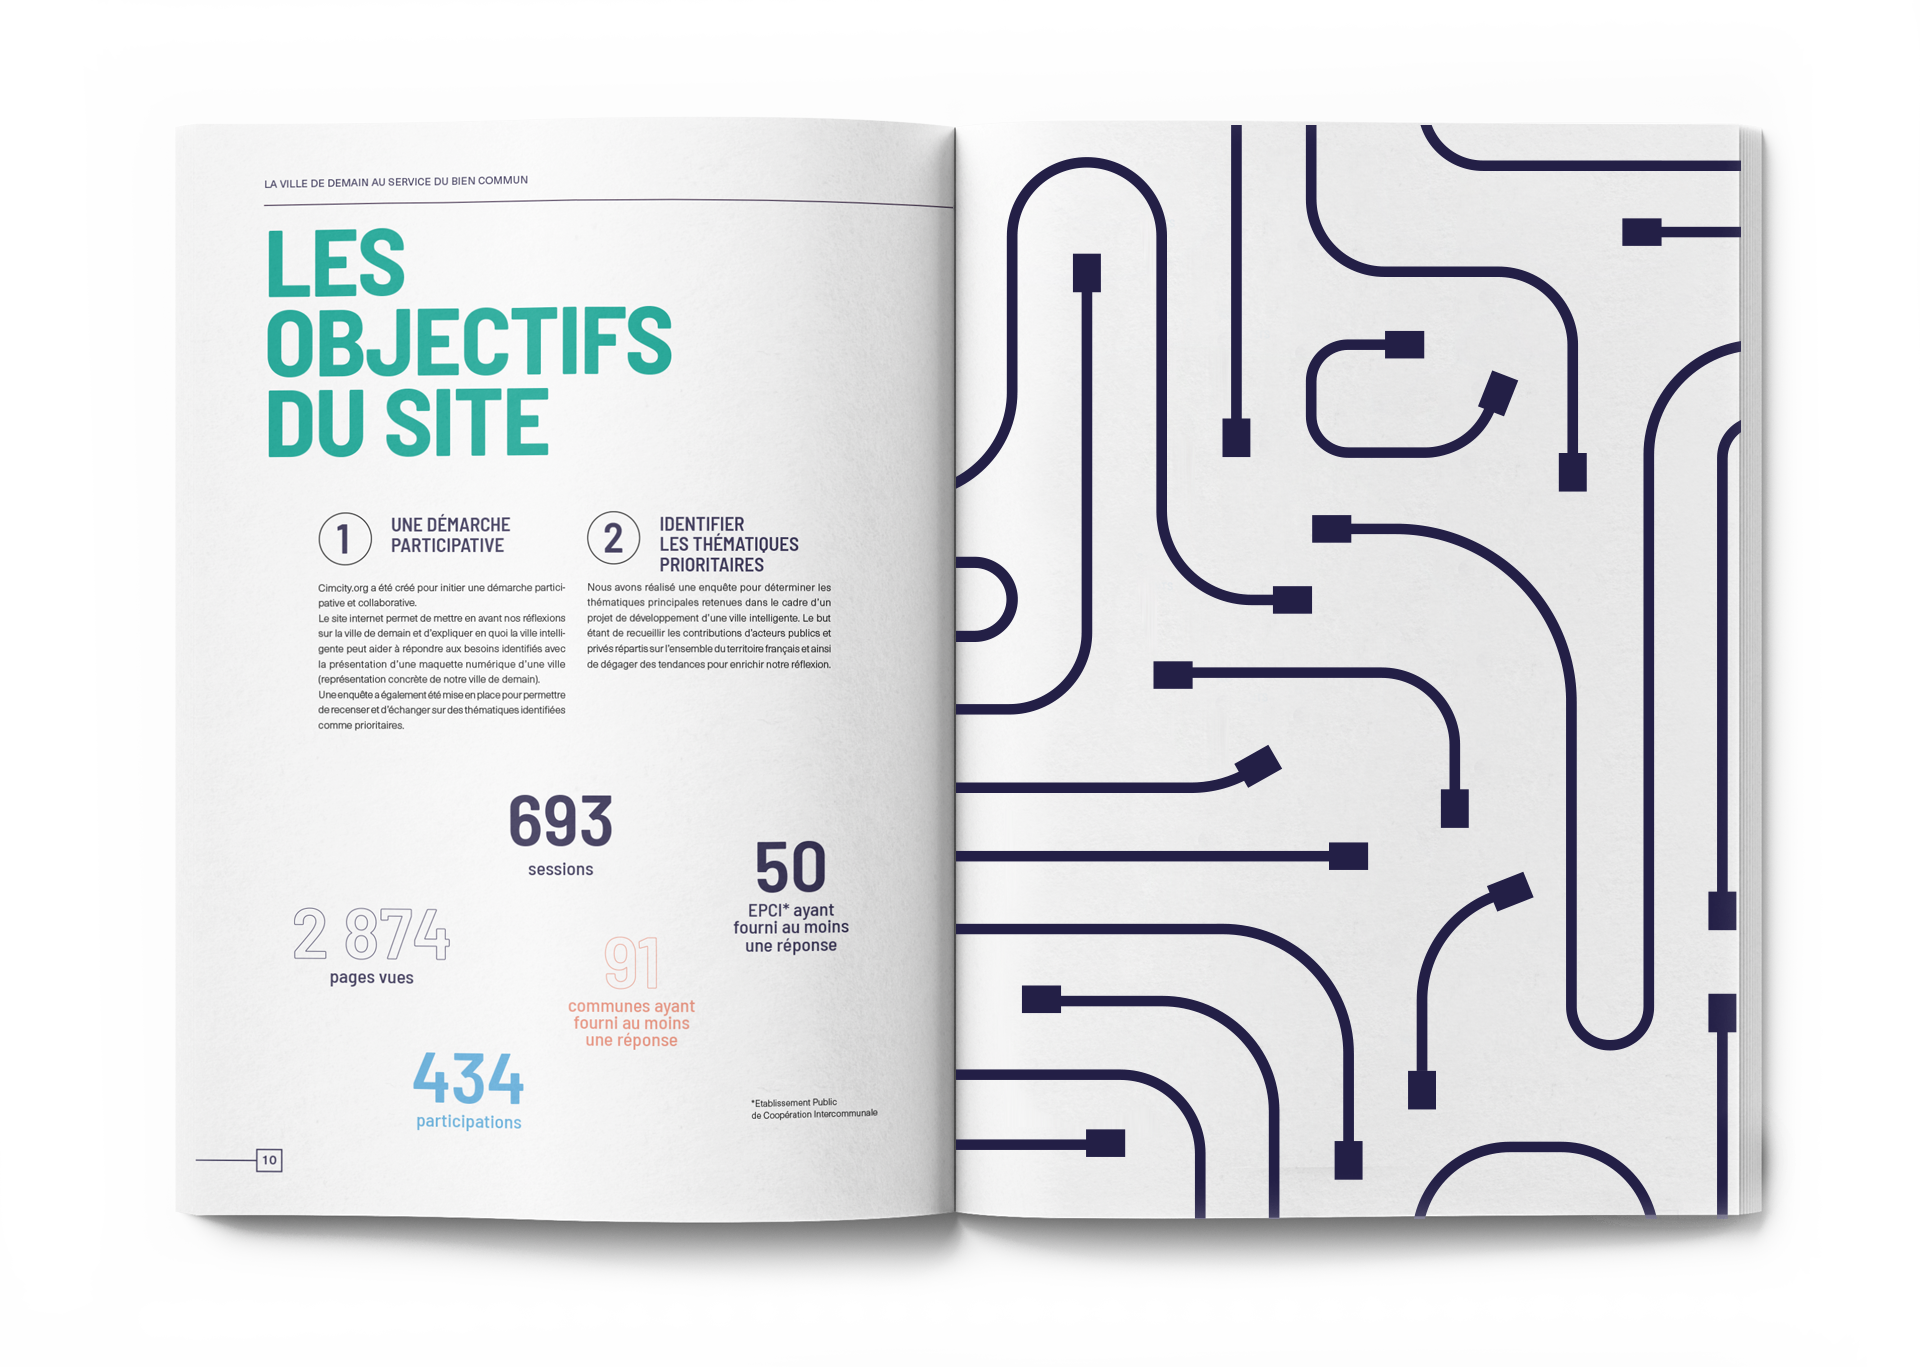 LA VILLE DE DEMAIN AU SERVICE DU BIEN COMMUN
LES
OBJECTIFS
DU SITE
1
UNE DÉMARCHE
PARTICIPATIVE
Cimcity.org a été créé pour initier une démarche partici-
pative et collaborative.
Le site internet permet de mettre en avant nos réflexions
sur la ville de demain et d'expliquer en quoi la ville intelli-
gente peut aider à répondre aux besoins identifiés avec
la présentation d'une maquette numérique d'une ville
(représentation concrète de notre ville de demain).
Une enquête a également été mise en place pour permettre
de recenser et d'échanger sur des thématiques identifiées
comme prioritaires.
2
IDENTIFIER
LES THÉMATIQUES
PRIORITAIRES
Nous avons réalisé une enquête pour déterminer les
thématiques principales retenues dans le cadre d'un
projet de développement d'une ville intelligente. Le but
étant de recueillir les contributions d'acteurs publics et
privés répartis sur l'ensemble du territoire français et ainsi
de dégager des tendances pour enrichir notre réflexion.
693
sessions
50
EPCI* ayant
fourni au moins
une réponse
2 874
pages vues
91
communes ayant
fourni au moins
une réponse
434
participations
*Etablissement Public
de Coopération Intercommunale
10